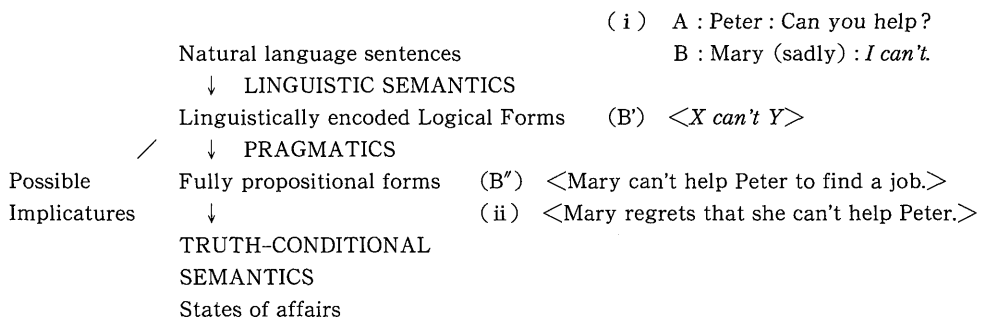 (i) A : Peter : Can you help?
Natural language sentences B : Mary (sadly) : I can't.
↓ LINGUISTIC SEMANTICS
Linguistically encoded Logical Forms (B') <X can't Y>
／ ↓ PRAGMATICS
Possible Fully propositional forms (B″) <Mary can't help Peter to find a job.>
Implicatures ↓ (ii) <Mary regrets that she can't help Peter.>
TRUTH-CONDITIONAL
SEMANTICS
States of affairs